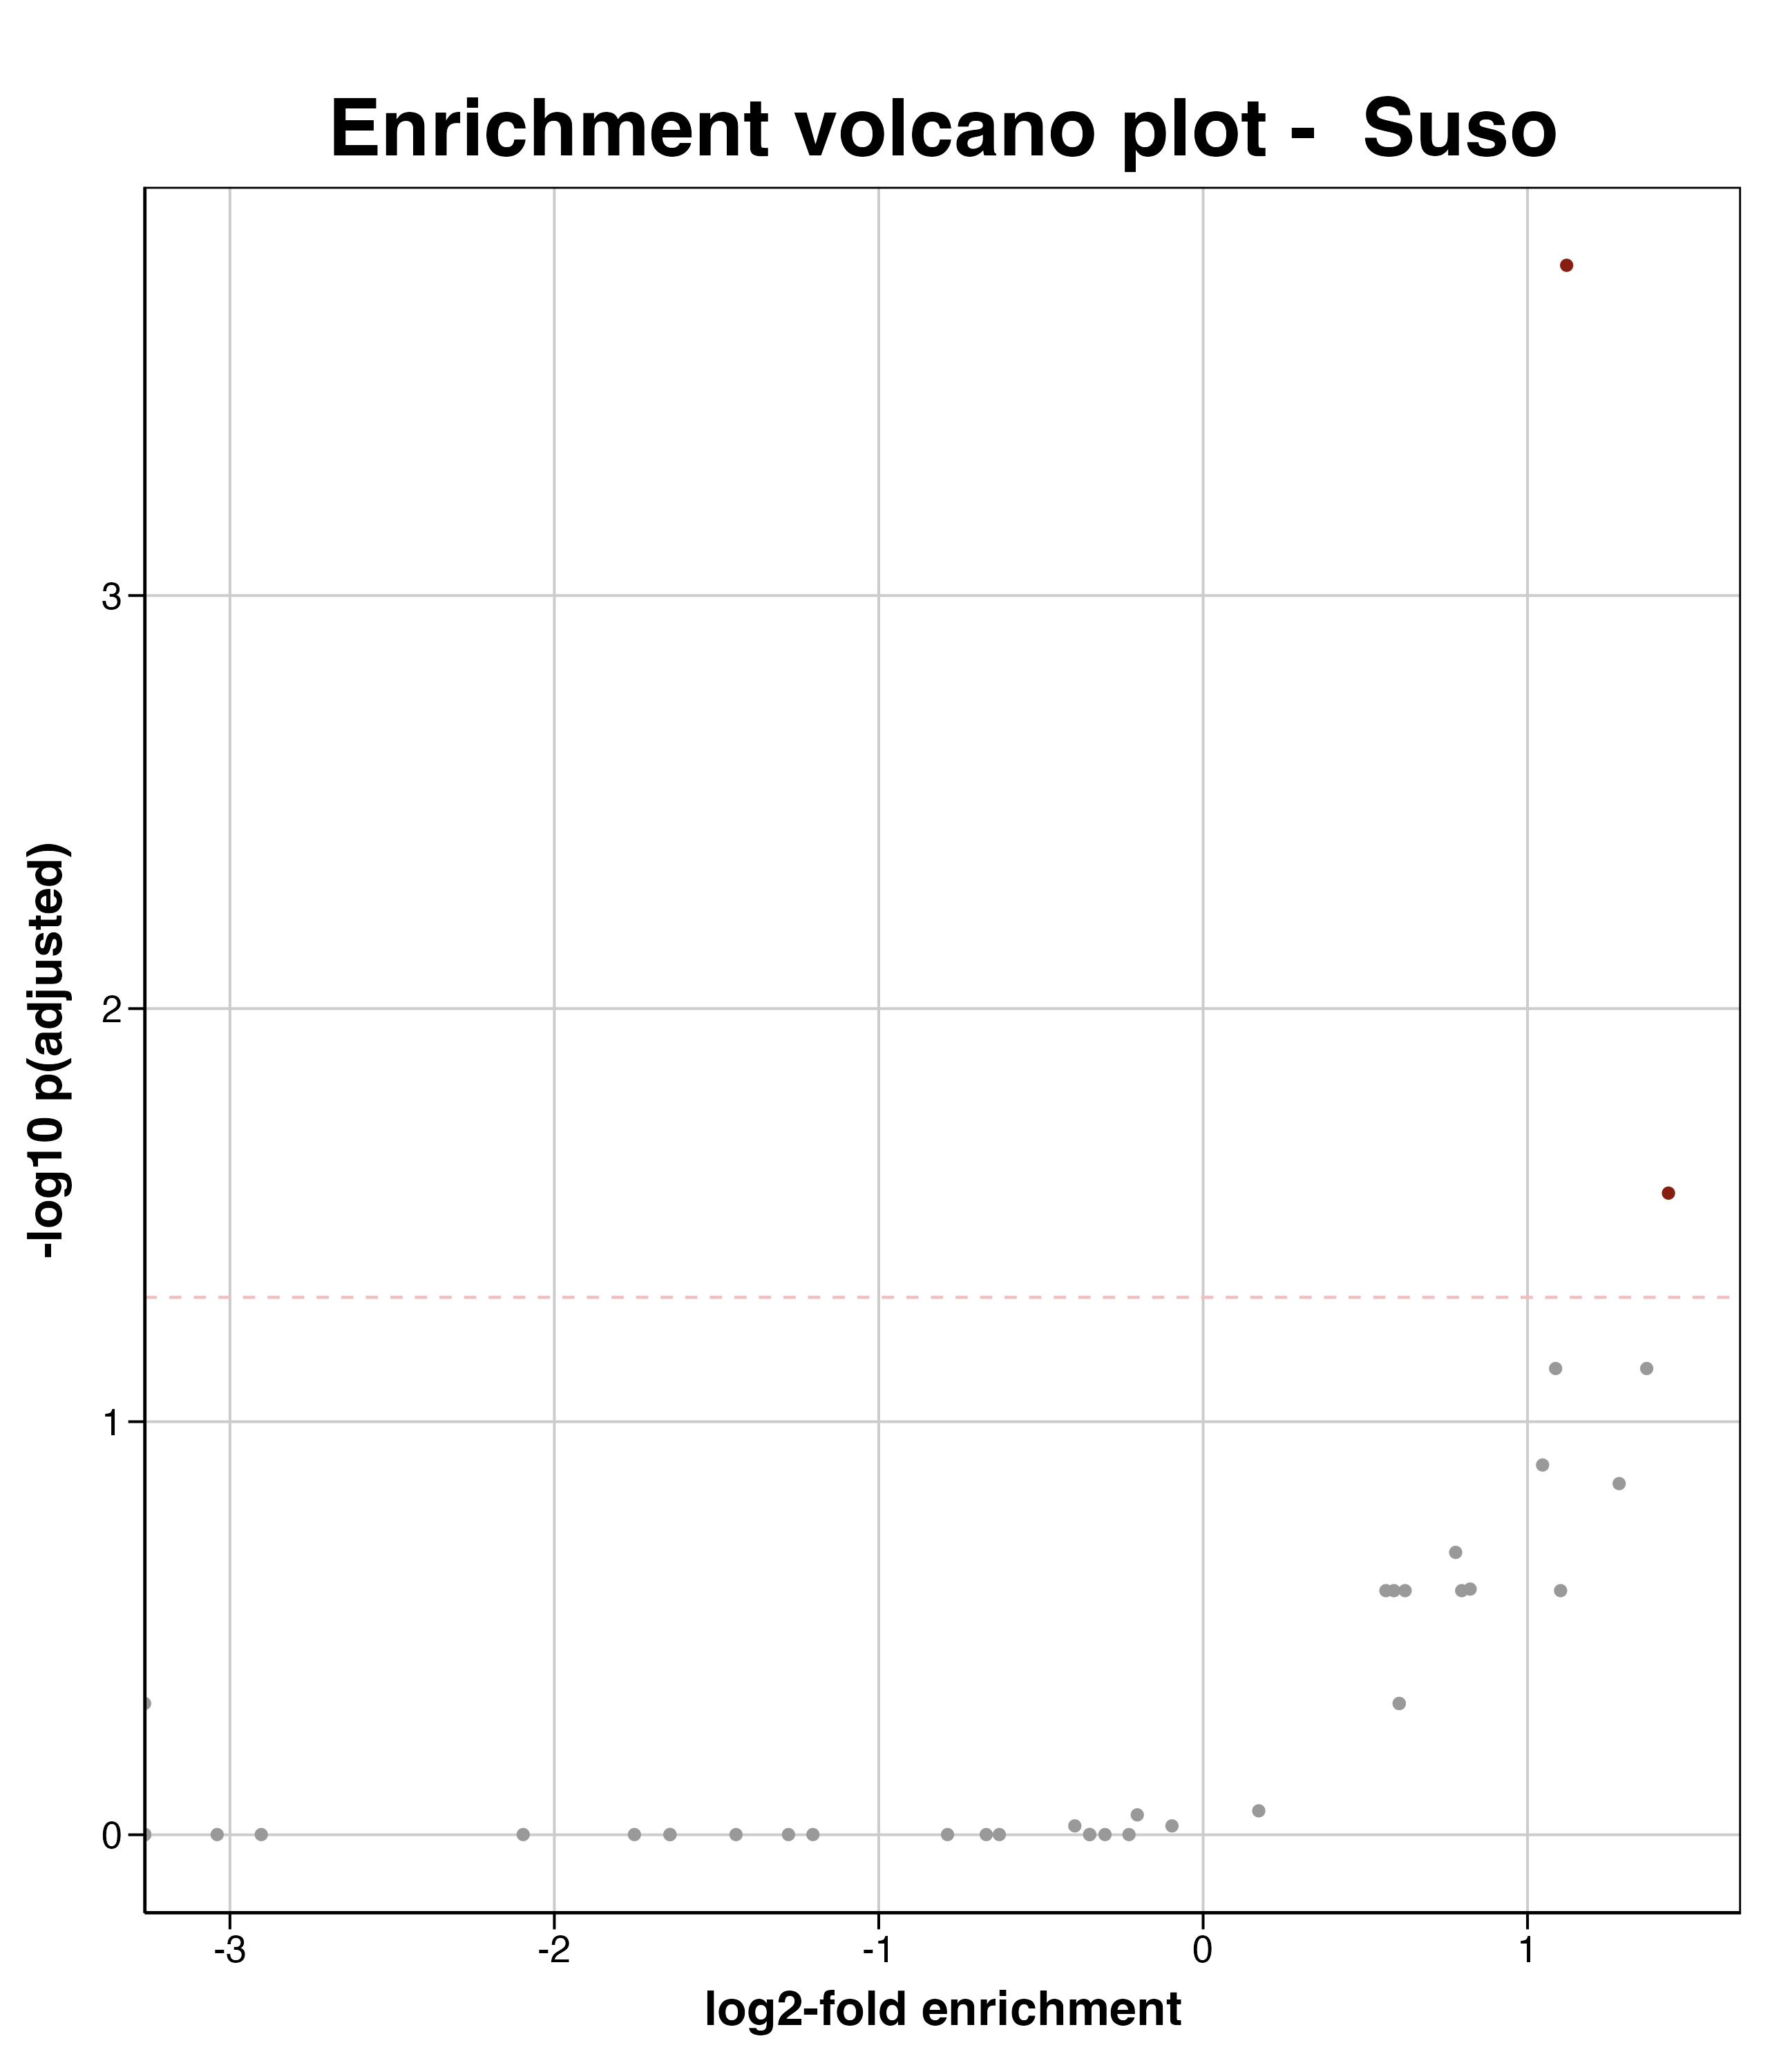 Enrichment volcano plot -  Suso
-log10 p(adjusted)
3
2
1
0
-3 -2 -1 0 1
log2-fold enrichment